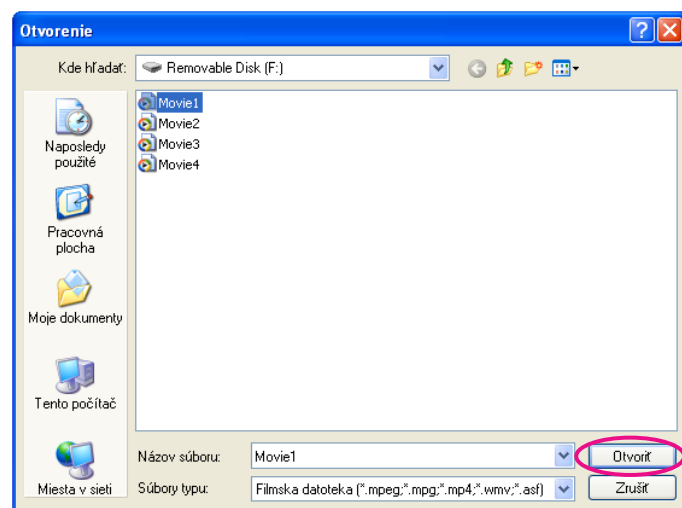 Otvorenie
Kde hľadať: Removable Disk (F:)
Movie1
Movie2
Movie3
Movie4
Naposledy
použité
Pracovná
plocha
Moje dokumenty
Tento počítač
Miesta v sieti
Názov súboru: Movie1 Otvoriť
Súbory typu: Filmska datoteka (*.mpeg;*.mpg;*.mp4;*.wmv;*.asf) Zrušiť